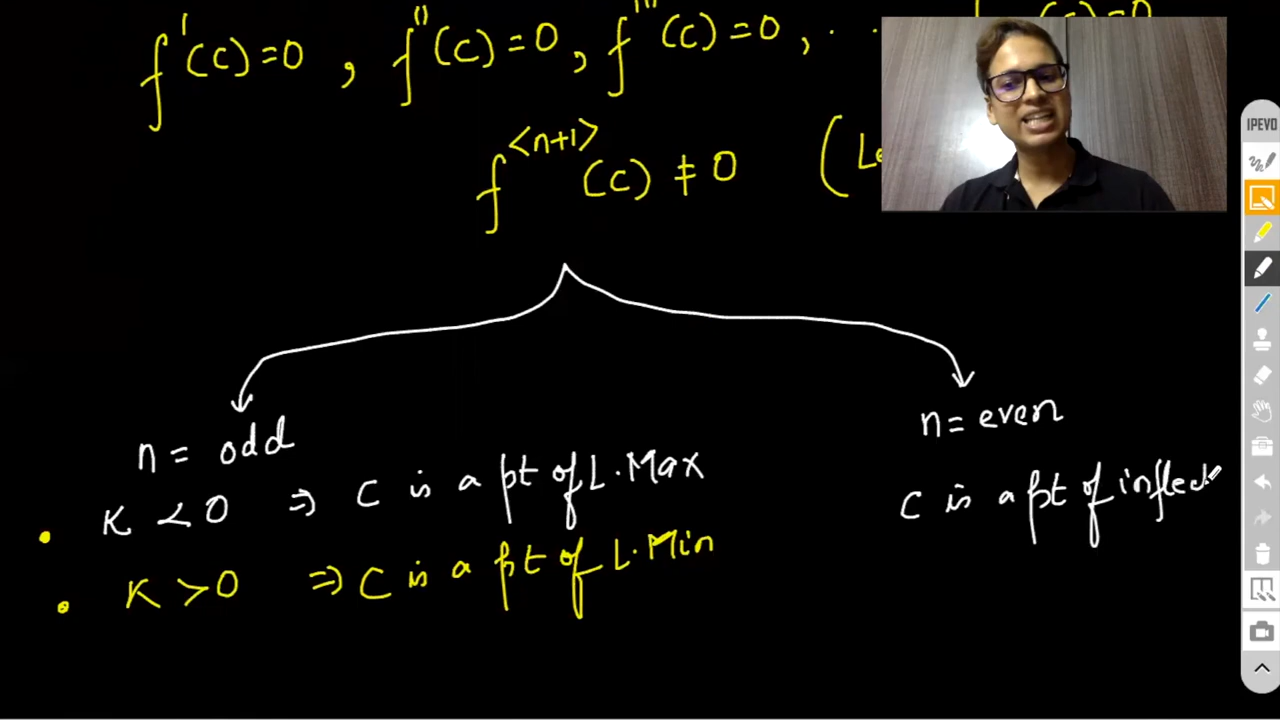 f'(c)=0 , f''(c)=0 , f'''(c)=0 , . . (c)=0
f<n+1>(c) ≠ 0 (Le
n = odd
n = even
K < 0 ⇒ C is a pt of L.Max
C is a pt of inflect
K > 0 ⇒ C is a pt of L.Min
IPEVO